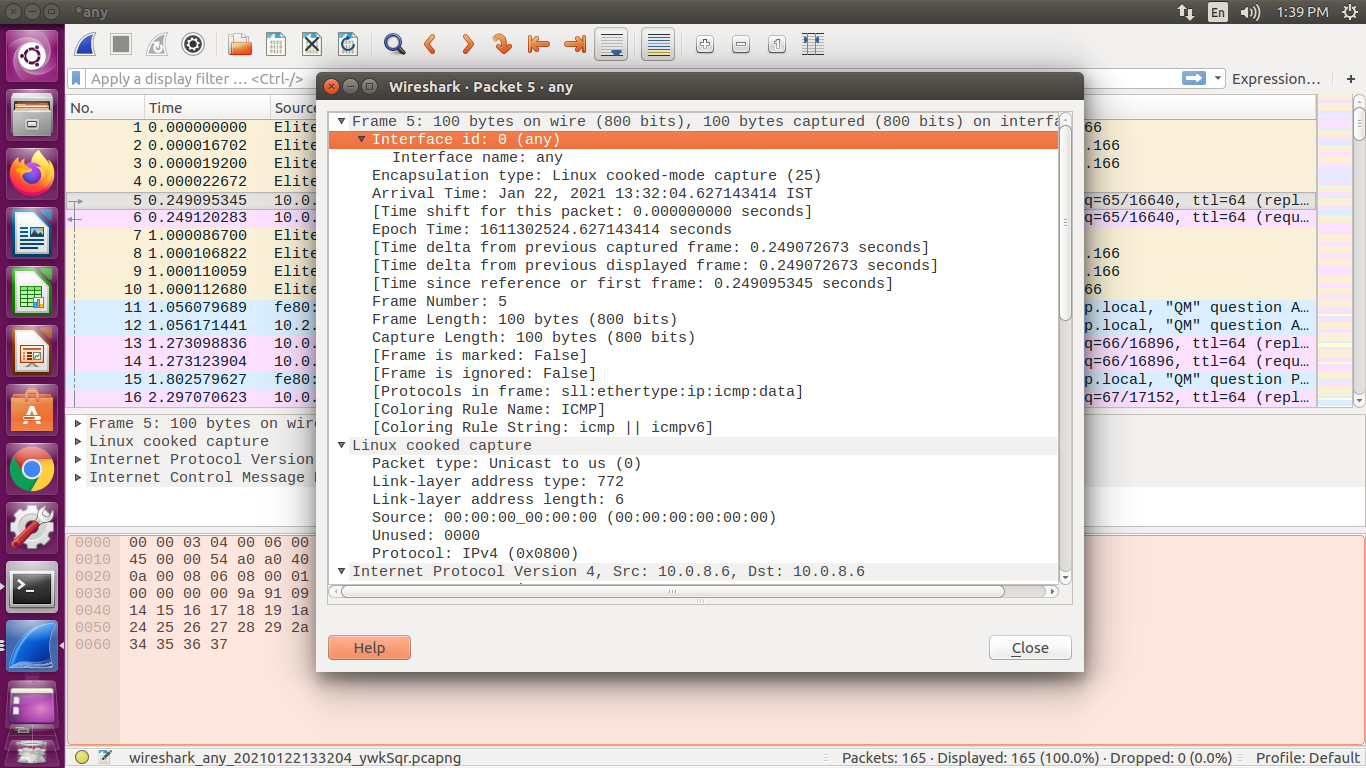 *any
En
1:39 PM
Apply a display filter … <Ctrl-/>
Expression…
+
No. Time Source
1 0.000000000 Elite 66
2 0.000016702 Elite .166
3 0.000019200 Elite .166
4 0.000022672 Elite
5 0.249095345 10.0. q=65/16640, ttl=64 (repl…
6 0.249120283 10.0. q=65/16640, ttl=64 (requ…
7 1.000086700 Elite
8 1.000106822 Elite .166
9 1.000110059 Elite .166
10 1.000112680 Elite 66
11 1.056079689 fe80: p.local, "QM" question A…
12 1.056171441 10.2. p.local, "QM" question A…
13 1.273098836 10.0. q=66/16896, ttl=64 (repl…
14 1.273123904 10.0. q=66/16896, ttl=64 (requ…
15 1.802579627 fe80: p.local, "QM" question P…
16 2.297070623 10.0. q=67/17152, ttl=64 (repl…
Frame 5: 100 bytes on wire
Linux cooked capture
Internet Protocol Version
Internet Control Message
0000 00 00 03 04 00 06 00
0010 45 00 00 54 a0 a0 40
0020 0a 00 08 06 08 00 01
0030 00 00 00 00 9a 91 09
0040 14 15 16 17 18 19 1a
0050 24 25 26 27 28 29 2a
0060 34 35 36 37
Wireshark · Packet 5 · any
Frame 5: 100 bytes on wire (800 bits), 100 bytes captured (800 bits) on interfa
Interface id: 0 (any)
Interface name: any
Encapsulation type: Linux cooked-mode capture (25)
Arrival Time: Jan 22, 2021 13:32:04.627143414 IST
[Time shift for this packet: 0.000000000 seconds]
Epoch Time: 1611302524.627143414 seconds
[Time delta from previous captured frame: 0.249072673 seconds]
[Time delta from previous displayed frame: 0.249072673 seconds]
[Time since reference or first frame: 0.249095345 seconds]
Frame Number: 5
Frame Length: 100 bytes (800 bits)
Capture Length: 100 bytes (800 bits)
[Frame is marked: False]
[Frame is ignored: False]
[Protocols in frame: sll:ethertype:ip:icmp:data]
[Coloring Rule Name: ICMP]
[Coloring Rule String: icmp || icmpv6]
Linux cooked capture
Packet type: Unicast to us (0)
Link-layer address type: 772
Link-layer address length: 6
Source: 00:00:00_00:00:00 (00:00:00:00:00:00)
Unused: 0000
Protocol: IPv4 (0x0800)
Internet Protocol Version 4, Src: 10.0.8.6, Dst: 10.0.8.6
Help
Close
wireshark_any_20210122133204_ywkSqr.pcapng
Packets: 165 · Displayed: 165 (100.0%) · Dropped: 0 (0.0%)
Profile: Default